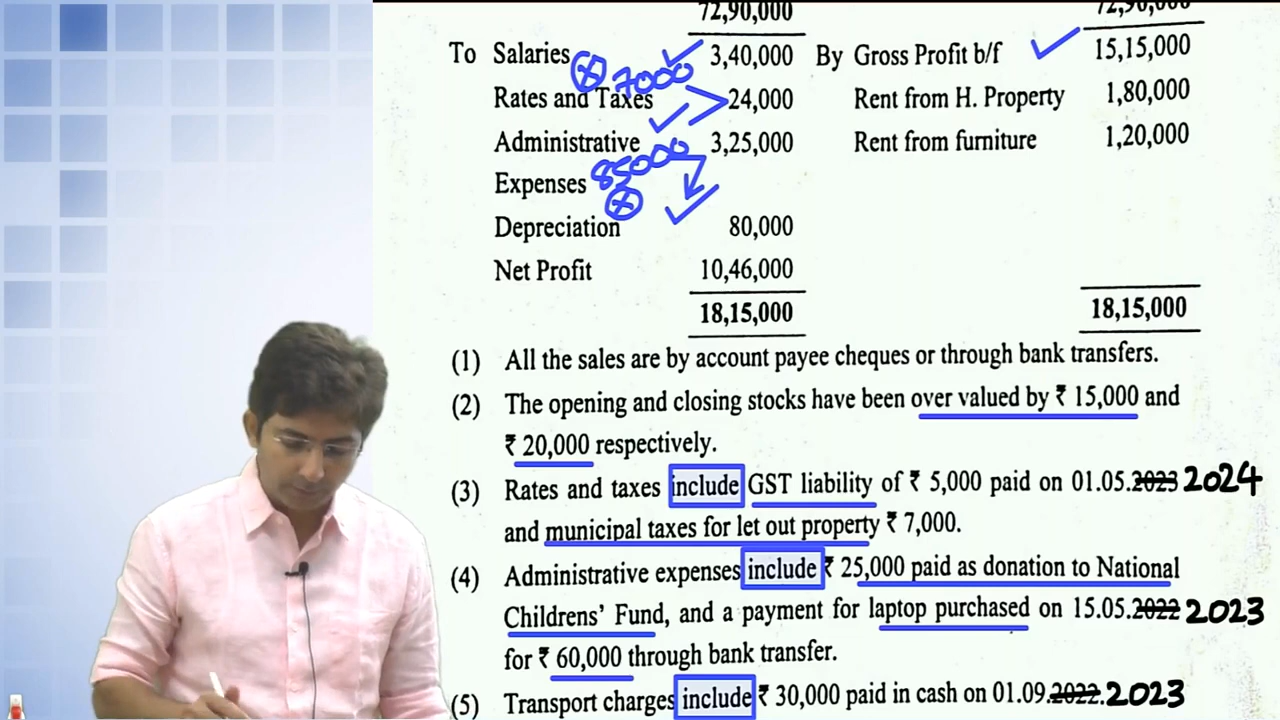 72,90,000 72,90,000
To Salaries 3,40,000 By Gross Profit b/f 15,15,000
7000
Rates and Taxes 24,000 Rent from H. Property 1,80,000
Administrative 3,25,000 Rent from furniture 1,20,000
85000
Expenses
Depreciation 80,000
Net Profit 10,46,000
18,15,000 18,15,000
(1) All the sales are by account payee cheques or through bank transfers.
(2) The opening and closing stocks have been over valued by ₹ 15,000 and
₹ 20,000 respectively.
(3) Rates and taxes include GST liability of ₹ 5,000 paid on 01.05.2023 2024
and municipal taxes for let out property ₹ 7,000.
(4) Administrative expenses include ₹ 25,000 paid as donation to National
Childrens' Fund, and a payment for laptop purchased on 15.05.2022 2023
for ₹ 60,000 through bank transfer.
(5) Transport charges include ₹ 30,000 paid in cash on 01.09.2022. 2023